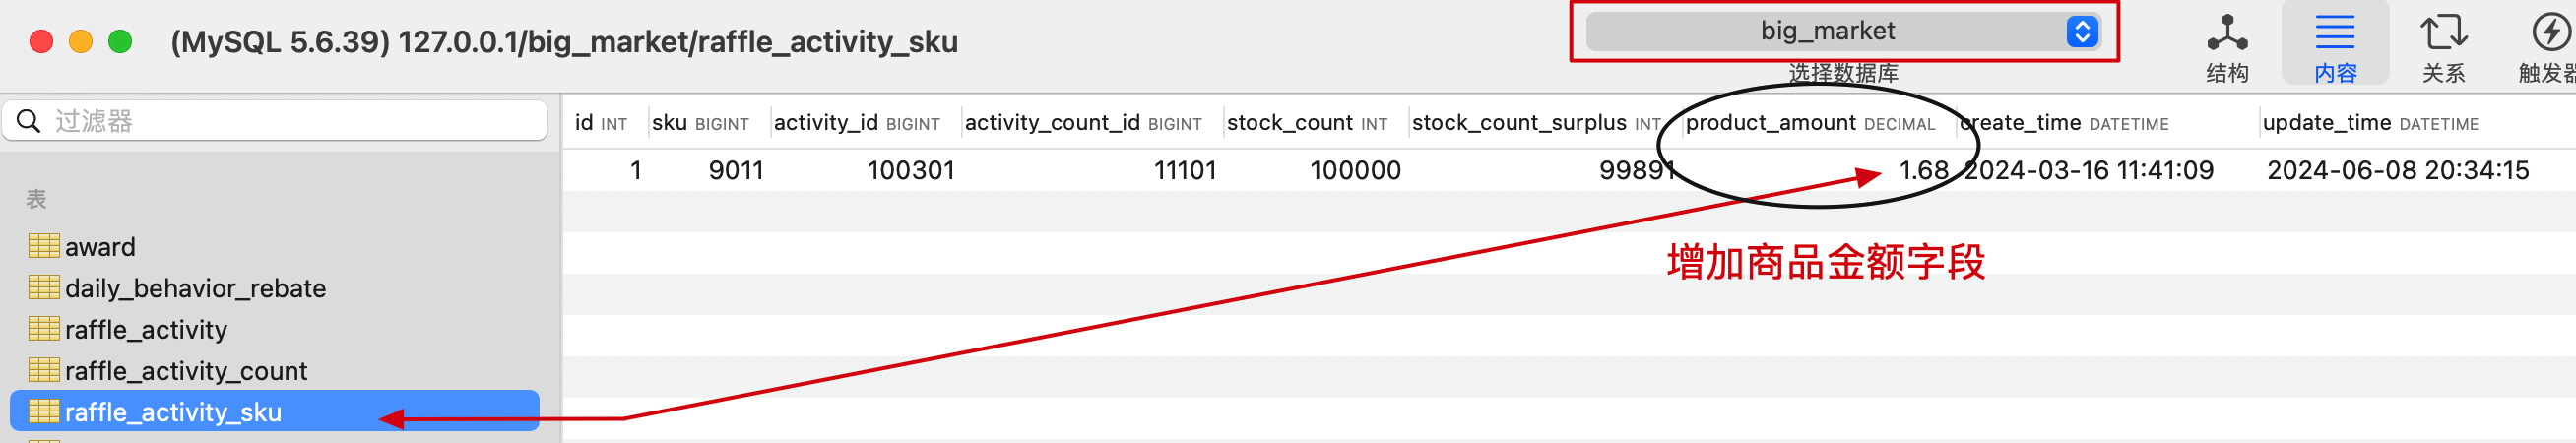 (MySQL 5.6.39) 127.0.0.1/big_market/raffle_activity_sku
big_market
选择数据库
结构
内容
关系
触发器
过滤器
id INT sku BIGINT activity_id BIGINT activity_count_id BIGINT stock_count INT stock_count_surplus INT product_amount DECIMAL create_time DATETIME update_time DATETIME
1 9011 100301 11101 100000 99891 1.68 2024-03-16 11:41:09 2024-06-08 20:34:15
表
award
daily_behavior_rebate
raffle_activity
raffle_activity_count
raffle_activity_sku
增加商品金额字段